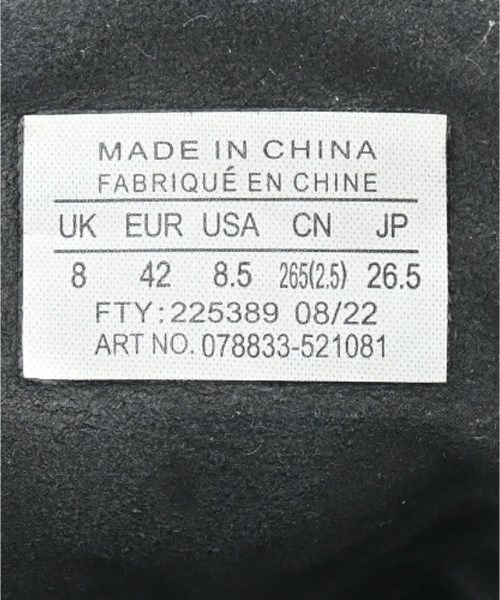 MADE IN CHINA
FABRIQUÉ EN CHINE
UK EUR USA CN JP
8 42 8.5 265(2.5) 26.5
FTY:225389 08/22
ART NO. 078833-521081